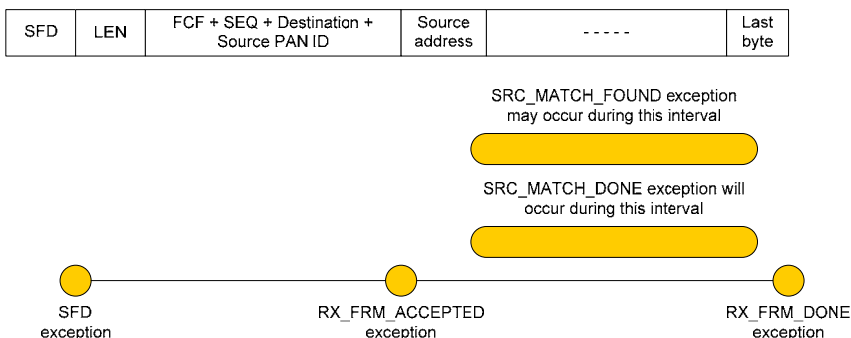 SFD
LEN
FCF + SEQ + Destination +
Source PAN ID
Source
address
- - - - -
Last
byte
SRC_MATCH_FOUND exception
may occur during this interval
SRC_MATCH_DONE exception will
occur during this interval
SFD
exception
RX_FRM_ACCEPTED
exception
RX_FRM_DONE
exception